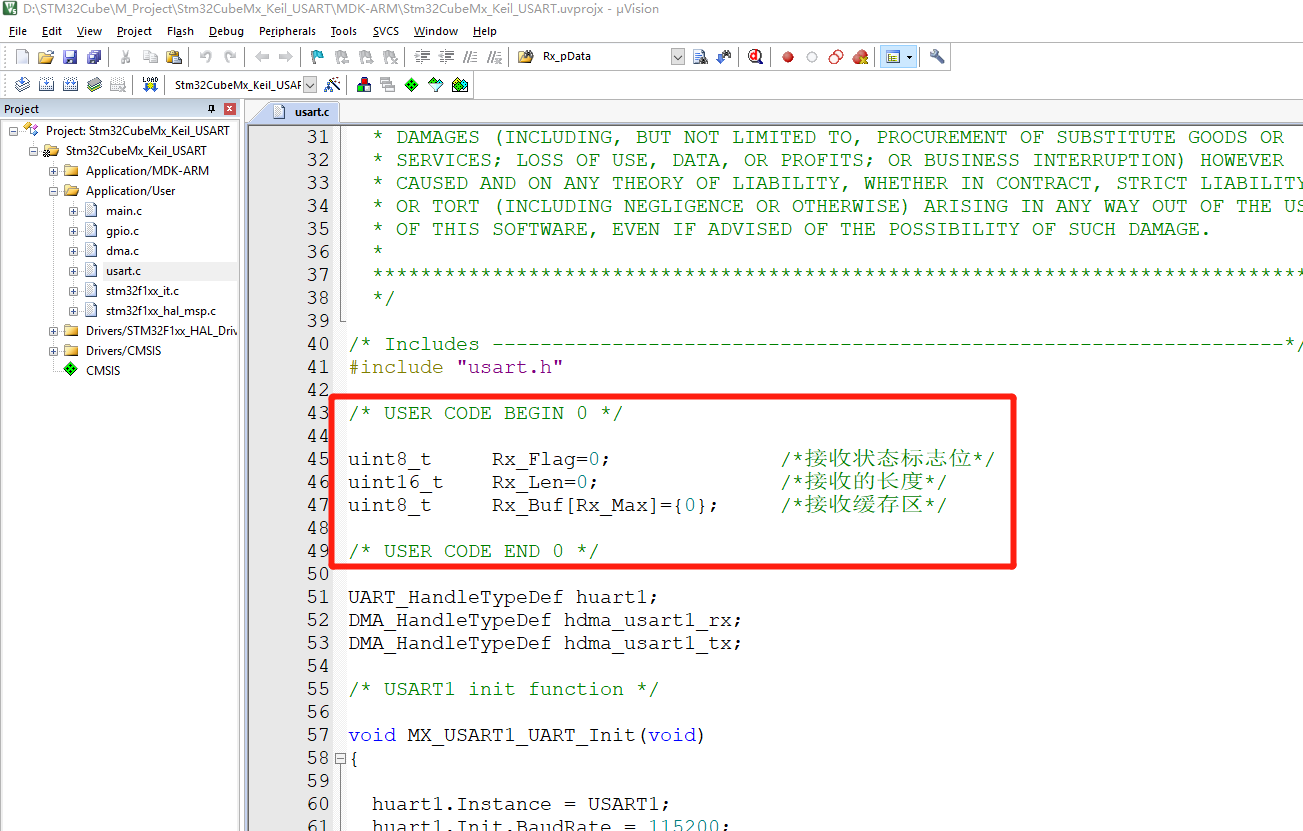 D:\STM32Cube\M_Project\Stm32CubeMx_Keil_USART\MDK-ARM\Stm32CubeMx_Keil_USART.uvprojx - µVision
File Edit View Project Flash Debug Peripherals Tools SVCS Window Help
Rx_pData
LOAD Stm32CubeMx_Keil_USAF
Project
Project: Stm32CubeMx_Keil_USART
Stm32CubeMx_Keil_USART
Application/MDK-ARM
Application/User
main.c
gpio.c
dma.c
usart.c
stm32f1xx_it.c
stm32f1xx_hal_msp.c
Drivers/STM32F1xx_HAL_Driv
Drivers/CMSIS
CMSIS
usart.c
31 * DAMAGES (INCLUDING, BUT NOT LIMITED TO, PROCUREMENT OF SUBSTITUTE GOODS OR
32 * SERVICES; LOSS OF USE, DATA, OR PROFITS; OR BUSINESS INTERRUPTION) HOWEVER
33 * CAUSED AND ON ANY THEORY OF LIABILITY, WHETHER IN CONTRACT, STRICT LIABILITY
34 * OR TORT (INCLUDING NEGLIGENCE OR OTHERWISE) ARISING IN ANY WAY OUT OF THE US
35 * OF THIS SOFTWARE, EVEN IF ADVISED OF THE POSSIBILITY OF SUCH DAMAGE.
36 *
37 ********************************************************************************
38 */
39
40 /* Includes ------------------------------------------------------------------*/
41 #include "usart.h"
42
43 /* USER CODE BEGIN 0 */
44
45 uint8_t Rx_Flag=0; /*接收状态标志位*/
46 uint16_t Rx_Len=0; /*接收的长度*/
47 uint8_t Rx_Buf[Rx_Max]={0}; /*接收缓存区*/
48
49 /* USER CODE END 0 */
50
51 UART_HandleTypeDef huart1;
52 DMA_HandleTypeDef hdma_usart1_rx;
53 DMA_HandleTypeDef hdma_usart1_tx;
54
55 /* USART1 init function */
56
57 void MX_USART1_UART_Init(void)
58 {
59
60 huart1.Instance = USART1;
61 huart1.Init.BaudRate = 115200;